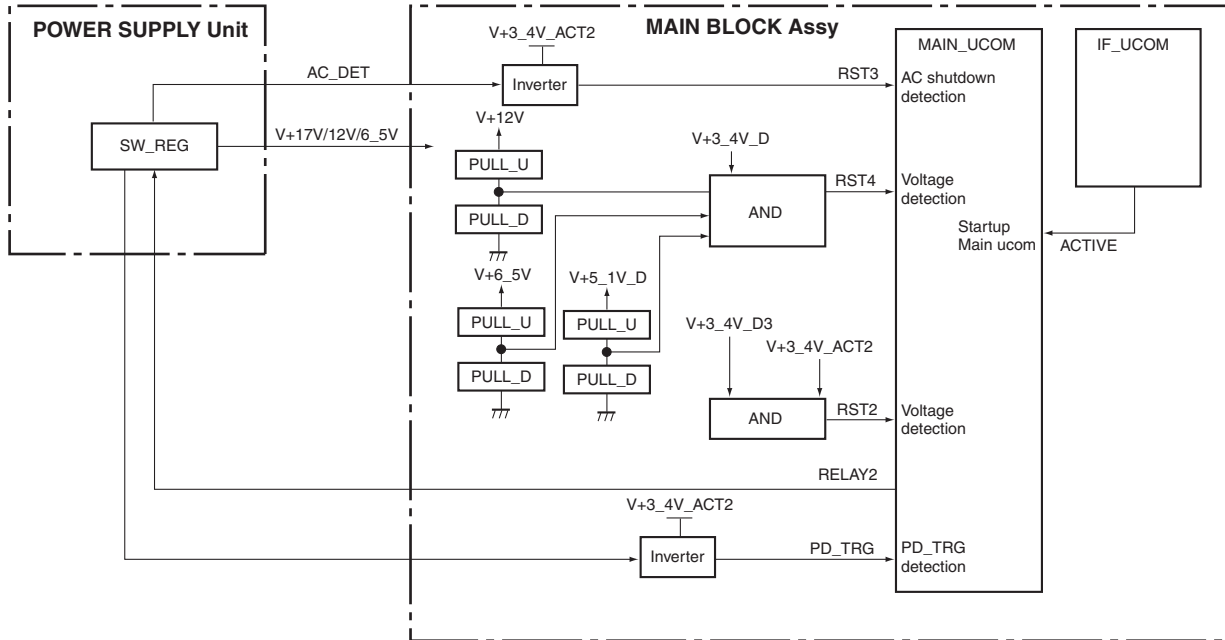 POWER SUPPLY Unit
MAIN BLOCK Assy
V+3_4V_ACT2
MAIN_UCOM
IF_UCOM
AC_DET
Inverter
RST3
AC shutdown
detection
V+12V
SW_REG
V+17V/12V/6_5V
V+3_4V_D
PULL_U
RST4
Voltage
detection
AND
PULL_D
Startup
Main ucom
ACTIVE
V+6_5V
V+5_1V_D
PULL_U
PULL_U
V+3_4V_D3
V+3_4V_ACT2
PULL_D
PULL_D
AND
RST2
Voltage
detection
RELAY2
V+3_4V_ACT2
Inverter
PD_TRG
PD_TRG
detection